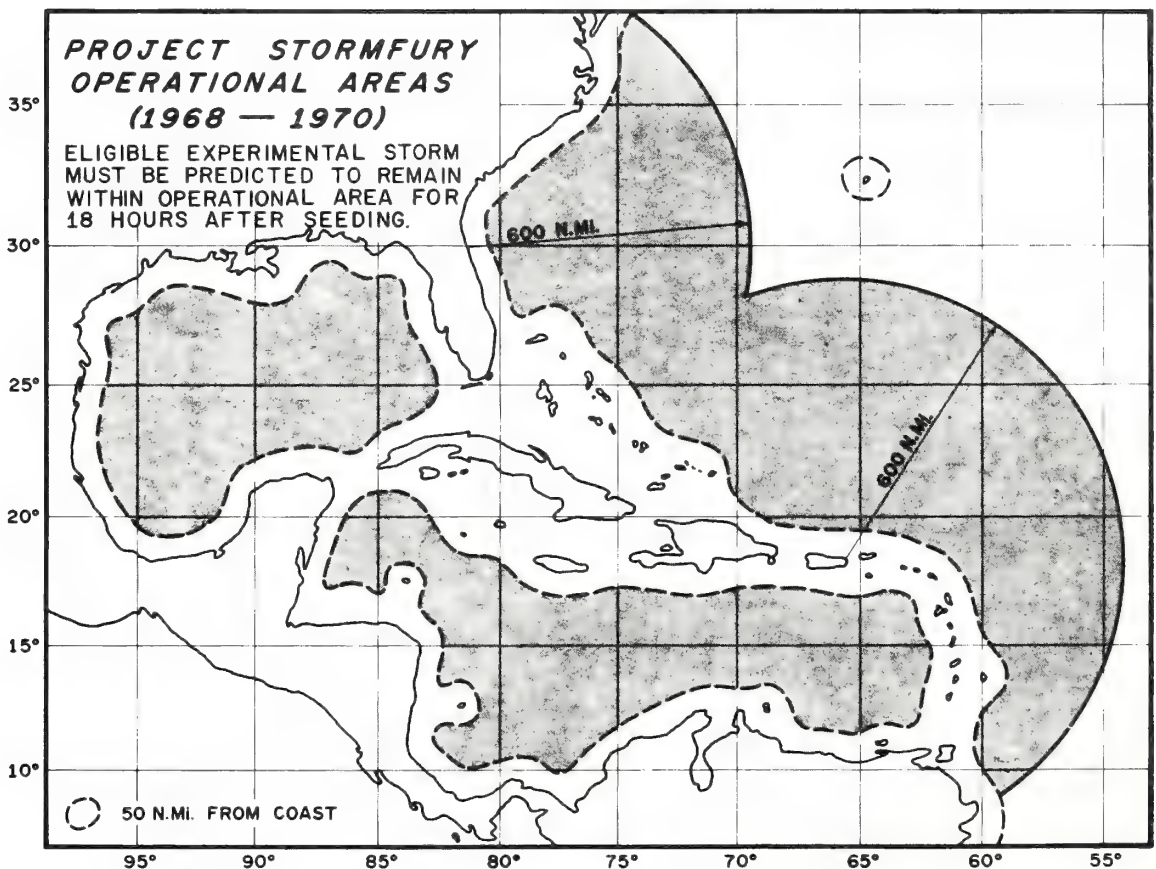 PROJECT STORMFURY
OPERATIONAL AREAS
(1968 — 1970)
ELIGIBLE EXPERIMENTAL STORM
MUST BE PREDICTED TO REMAIN
WITHIN OPERATIONAL AREA FOR
18 HOURS AFTER SEEDING.
35°
30°
25°
20°
15°
10°
600 N.Mi.
600 N.Mi.
50 N.Mi. FROM COAST
95°
90°
85°
80°
75°
70°
65°
60°
55°